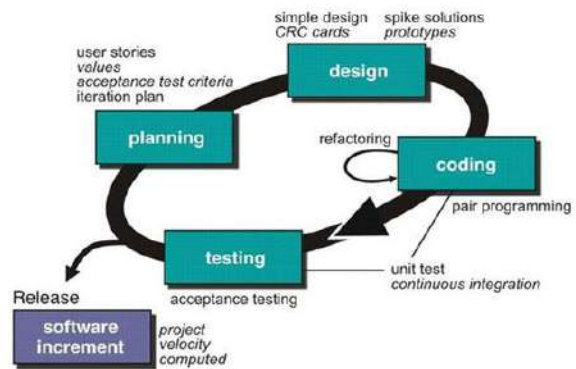 simple design
CRC cards
spike solutions
prototypes
design
user stories
values
acceptance test criteria
iteration plan
planning
refactoring
coding
pair programming
testing
acceptance testing
unit test
continuous integration
Release
software
increment
project
velocity
computed